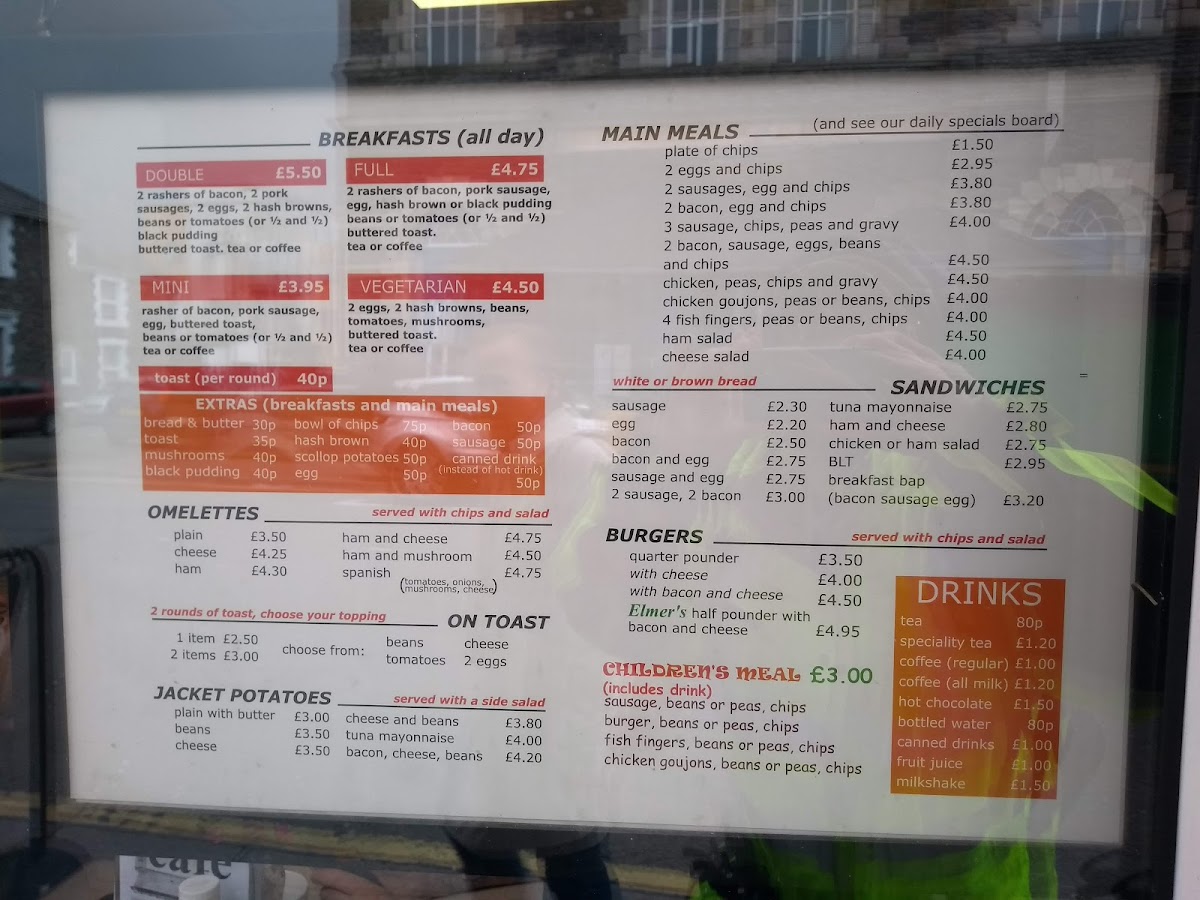 BREAKFASTS (all day)
DOUBLE £5.50
2 rashers of bacon, 2 pork
sausages, 2 eggs, 2 hash browns,
beans or tomatoes (or ½ and ½)
black pudding
buttered toast. tea or coffee
FULL £4.75
2 rashers of bacon, pork sausage,
egg, hash brown or black pudding
beans or tomatoes (or ½ and ½)
buttered toast.
tea or coffee
MINI £3.95
rasher of bacon, pork sausage,
egg, buttered toast,
beans or tomatoes (or ½ and ½)
tea or coffee
VEGETARIAN £4.50
2 eggs, 2 hash browns, beans,
tomatoes, mushrooms,
buttered toast.
tea or coffee
toast (per round) 40p
EXTRAS (breakfasts and main meals)
bread & butter 30p bowl of chips 75p bacon 50p
toast 35p hash brown 40p sausage 50p
mushrooms 40p scollop potatoes 50p canned drink
black pudding 40p egg 50p (instead of hot drink)
50p
OMELETTES served with chips and salad
plain £3.50 ham and cheese £4.75
cheese £4.25 ham and mushroom £4.50
ham £4.30 spanish (tomatoes, onions, £4.75
mushrooms, cheese)
2 rounds of toast, choose your topping ON TOAST
1 item £2.50 choose from: beans cheese
2 items £3.00 tomatoes 2 eggs
JACKET POTATOES served with a side salad
plain with butter £3.00 cheese and beans £3.80
beans £3.50 tuna mayonnaise £4.00
cheese £3.50 bacon, cheese, beans £4.20
MAIN MEALS (and see our daily specials board)
plate of chips £1.50
2 eggs and chips £2.95
2 sausages, egg and chips £3.80
2 bacon, egg and chips £3.80
3 sausage, chips, peas and gravy £4.00
2 bacon, sausage, eggs, beans
and chips £4.50
chicken, peas, chips and gravy £4.50
chicken goujons, peas or beans, chips £4.00
4 fish fingers, peas or beans, chips £4.00
ham salad £4.50
cheese salad £4.00
white or brown bread SANDWICHES
sausage £2.30 tuna mayonnaise £2.75
egg £2.20 ham and cheese £2.80
bacon £2.50 chicken or ham salad £2.75
bacon and egg £2.75 BLT £2.95
sausage and egg £2.75 breakfast bap
2 sausage, 2 bacon £3.00 (bacon sausage egg) £3.20
BURGERS served with chips and salad
quarter pounder £3.50
with cheese £4.00
with bacon and cheese £4.50
Elmer's half pounder with
bacon and cheese £4.95
CHILDREN'S MEAL £3.00
(includes drink)
sausage, beans or peas, chips
burger, beans or peas, chips
fish fingers, beans or peas, chips
chicken goujons, beans or peas, chips
DRINKS
tea 80p
speciality tea £1.20
coffee (regular) £1.00
coffee (all milk) £1.20
hot chocolate £1.50
bottled water 80p
canned drinks £1.00
fruit juice £1.00
milkshake £1.50
cafe